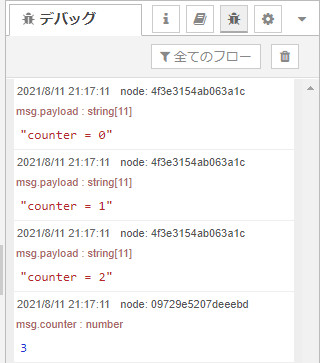 デバッグ
全てのフロー
2021/8/11 21:17:11 node: 4f3e3154ab063a1c
msg.payload : string[11]
"counter = 0"
2021/8/11 21:17:11 node: 4f3e3154ab063a1c
msg.payload : string[11]
"counter = 1"
2021/8/11 21:17:11 node: 4f3e3154ab063a1c
msg.payload : string[11]
"counter = 2"
2021/8/11 21:17:11 node: 09729e5207deeebd
msg.counter : number
3